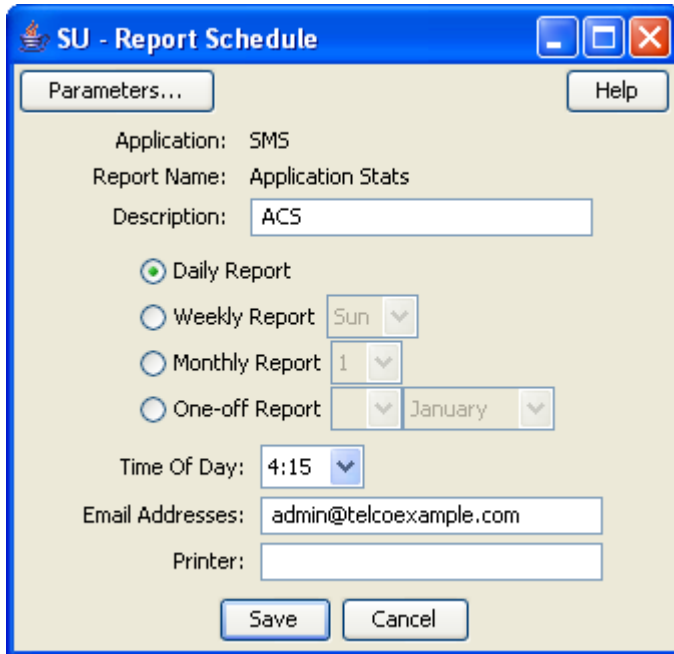 SU - Report Schedule
Parameters... Help
Application: SMS
Report Name: Application Stats
Description: ACS
Daily Report
Weekly Report Sun
Monthly Report 1
One-off Report January
Time Of Day: 4:15
Email Addresses: admin@telcoexample.com
Printer:
Save Cancel